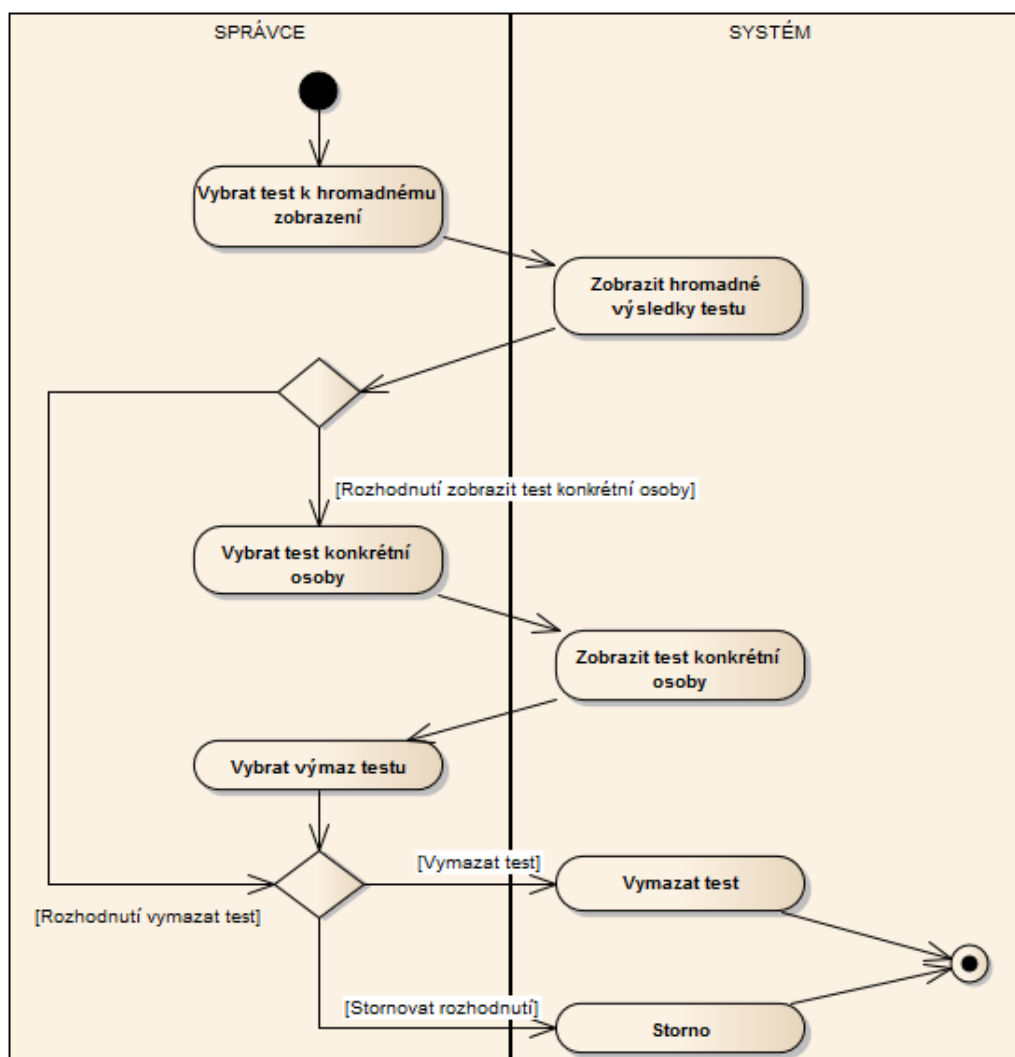 SPRÁVCE
SYSTÉM
Vybrat test k hromadnému
zobrazení
Zobrazit hromadné
výsledky testu
[Rozhodnutí zobrazit test konkrétní osoby]
Vybrat test konkrétní
osoby
Zobrazit test konkrétní
osoby
Vybrat výmaz testu
[Vymazat test]
Vymazat test
[Rozhodnutí vymazat test]
[Stornovat rozhodnutí]
Storno